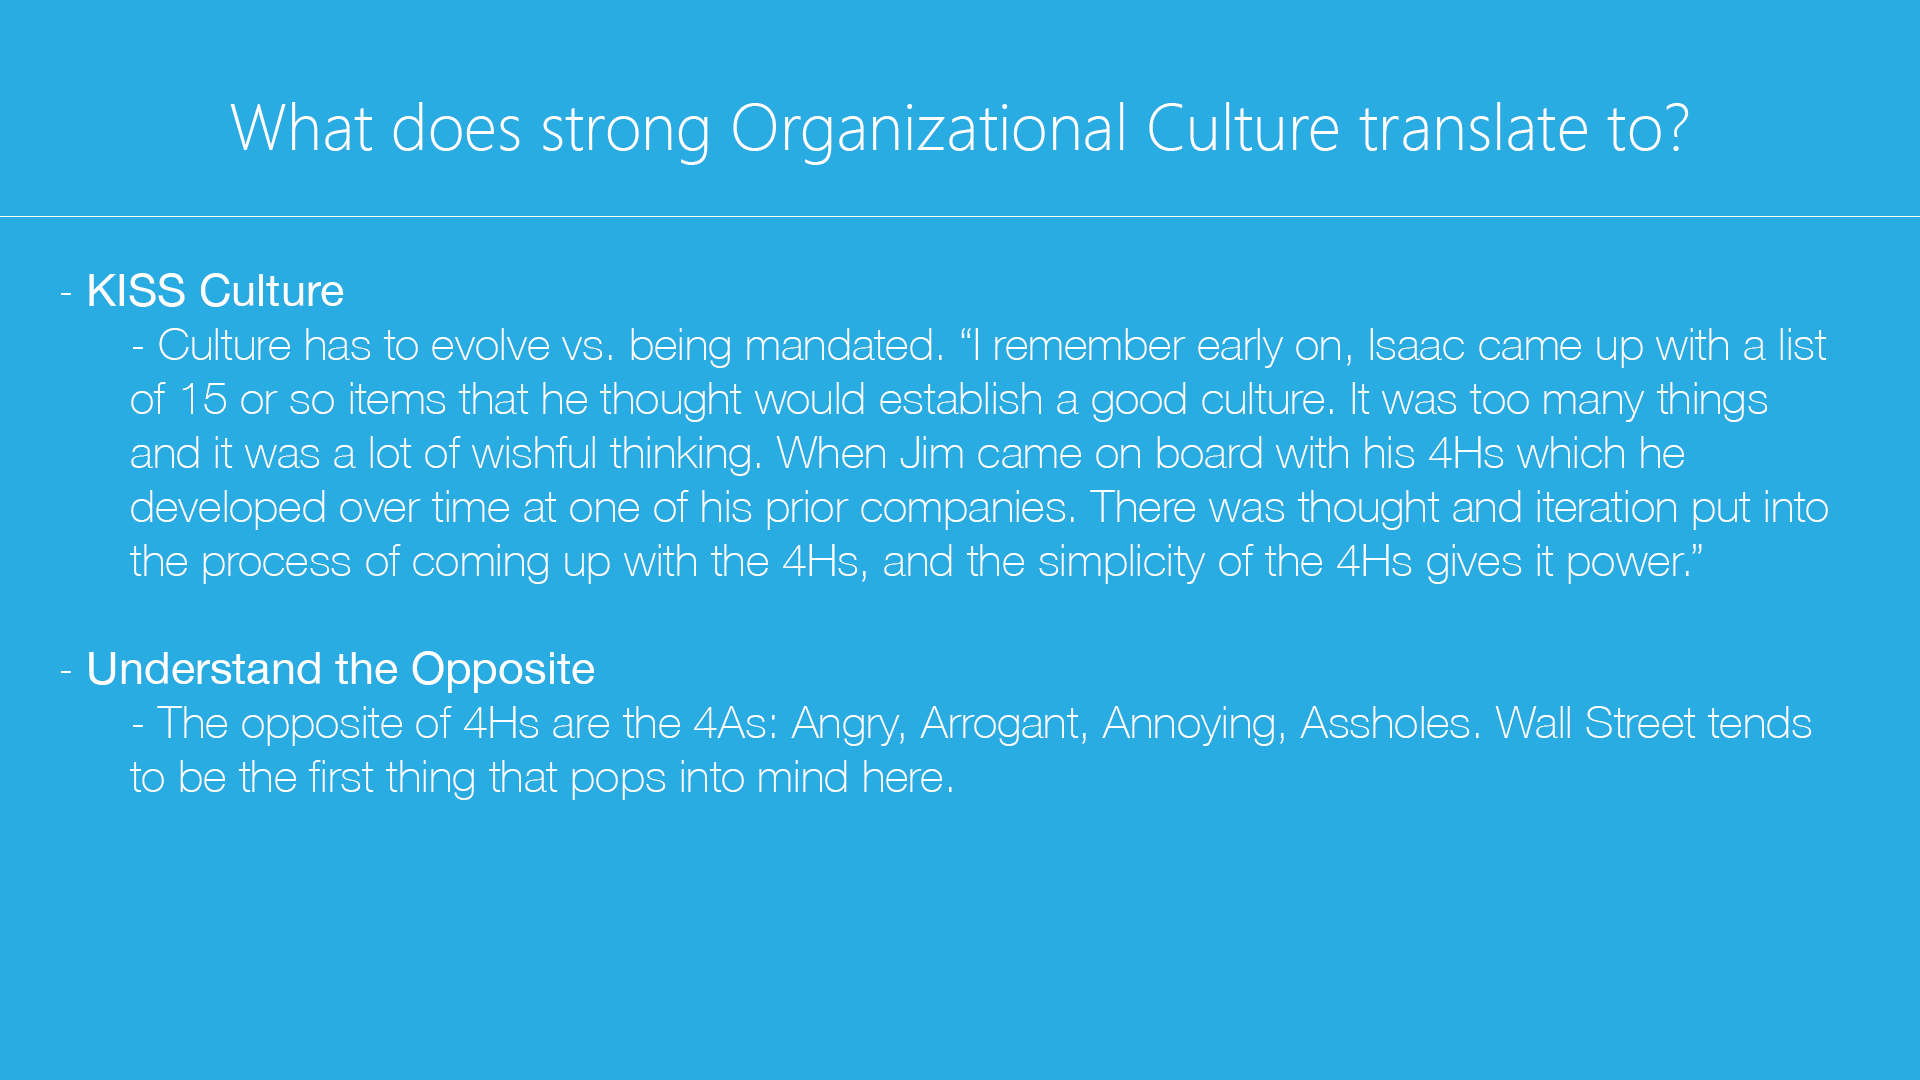 What does strong Organizational Culture translate to?
- KISS Culture
- Culture has to evolve vs. being mandated. “I remember early on, Isaac came up with a list
of 15 or so items that he thought would establish a good culture. It was too many things
and it was a lot of wishful thinking. When Jim came on board with his 4Hs which he
developed over time at one of his prior companies. There was thought and iteration put into
the process of coming up with the 4Hs, and the simplicity of the 4Hs gives it power.”
- Understand the Opposite
- The opposite of 4Hs are the 4As: Angry, Arrogant, Annoying, Assholes. Wall Street tends
to be the first thing that pops into mind here.